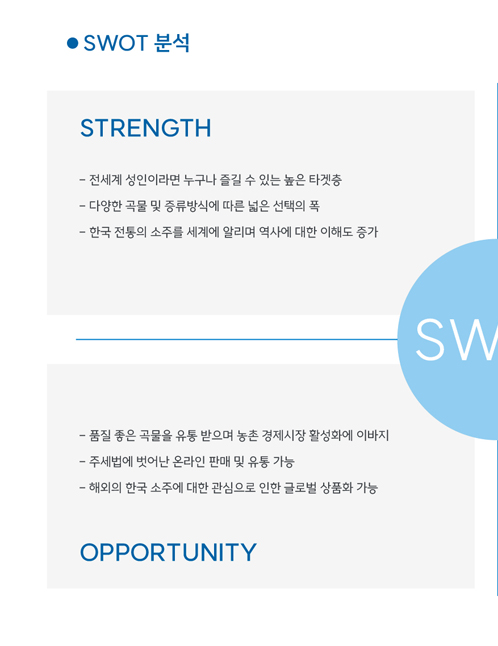 ● SWOT 분석
STRENGTH
– 전세계 성인이라면 누구나 즐길 수 있는 높은 타겟층
– 다양한 곡물 및 증류방식에 따른 넓은 선택의 폭
– 한국 전통의 소주를 세계에 알리며 역사에 대한 이해도 증가
SW
– 품질 좋은 곡물을 유통 받으며 농촌 경제시장 활성화에 이바지
– 주세법에 벗어난 온라인 판매 및 유통 가능
– 해외의 한국 소주에 대한 관심으로 인한 글로벌 상품화 가능
OPPORTUNITY